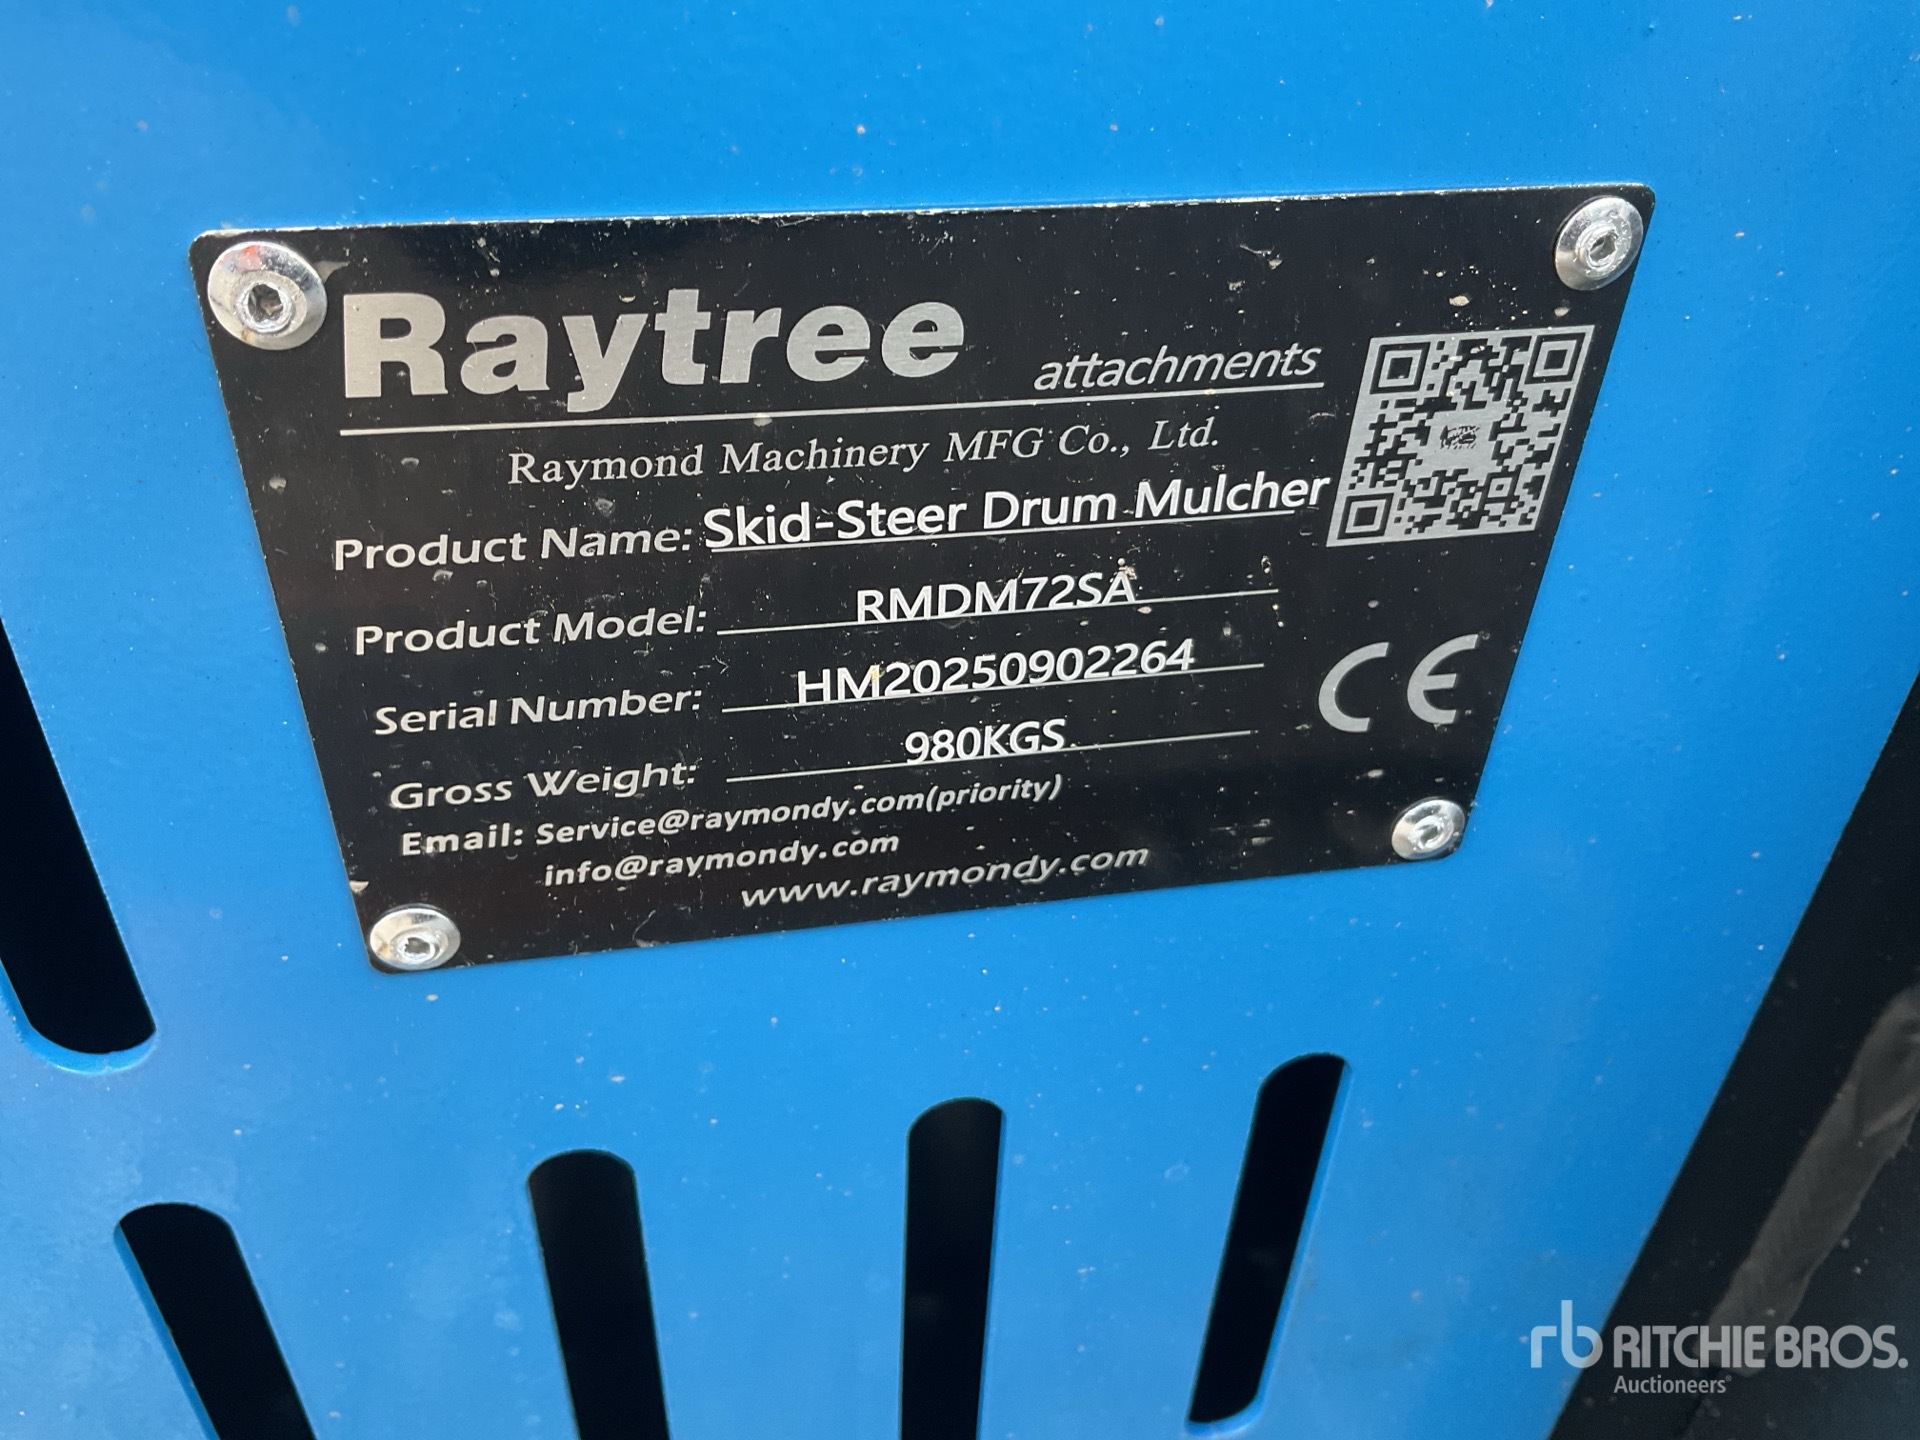 Raytree attachments
Raymond Machinery MFG Co., Ltd.
Product Name: Skid-Steer Drum Mulcher
Product Model: RMDM72SA
Serial Number: HM20250902264
Gross Weight: 980KGS
Email: Service@raymondy.com(priority)
info@raymondy.com
www.raymondy.com
CE
rb RITCHIE BROS.
Auctioneers